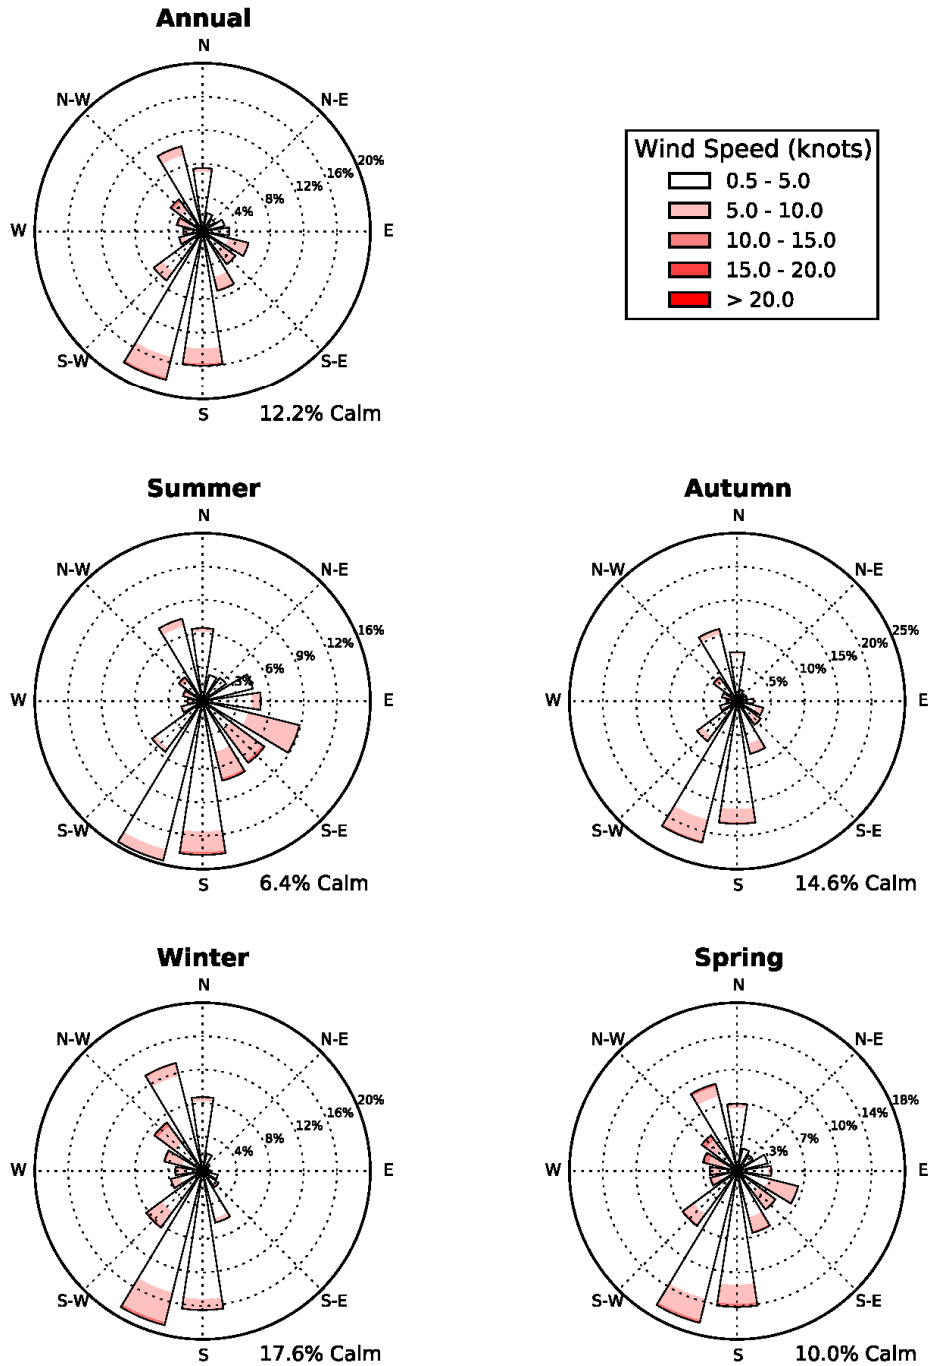 Annual
N
N-W
N-E
20%
16%
12%
8%
4%
W
E
S-W
S-E
S
12.2% Calm
Wind Speed (knots)
0.5 - 5.0
5.0 - 10.0
10.0 - 15.0
15.0 - 20.0
> 20.0
Summer
N
N-W
N-E
16%
12%
9%
6%
3%
W
E
S-W
S-E
S
6.4% Calm
Autumn
N
N-W
N-E
25%
20%
15%
10%
5%
W
E
S-W
S-E
S
14.6% Calm
Winter
N
N-W
N-E
20%
16%
12%
8%
4%
W
E
S-W
S-E
S
17.6% Calm
Spring
N
N-W
N-E
18%
14%
10%
7%
3%
W
E
S-W
S-E
S
10.0% Calm